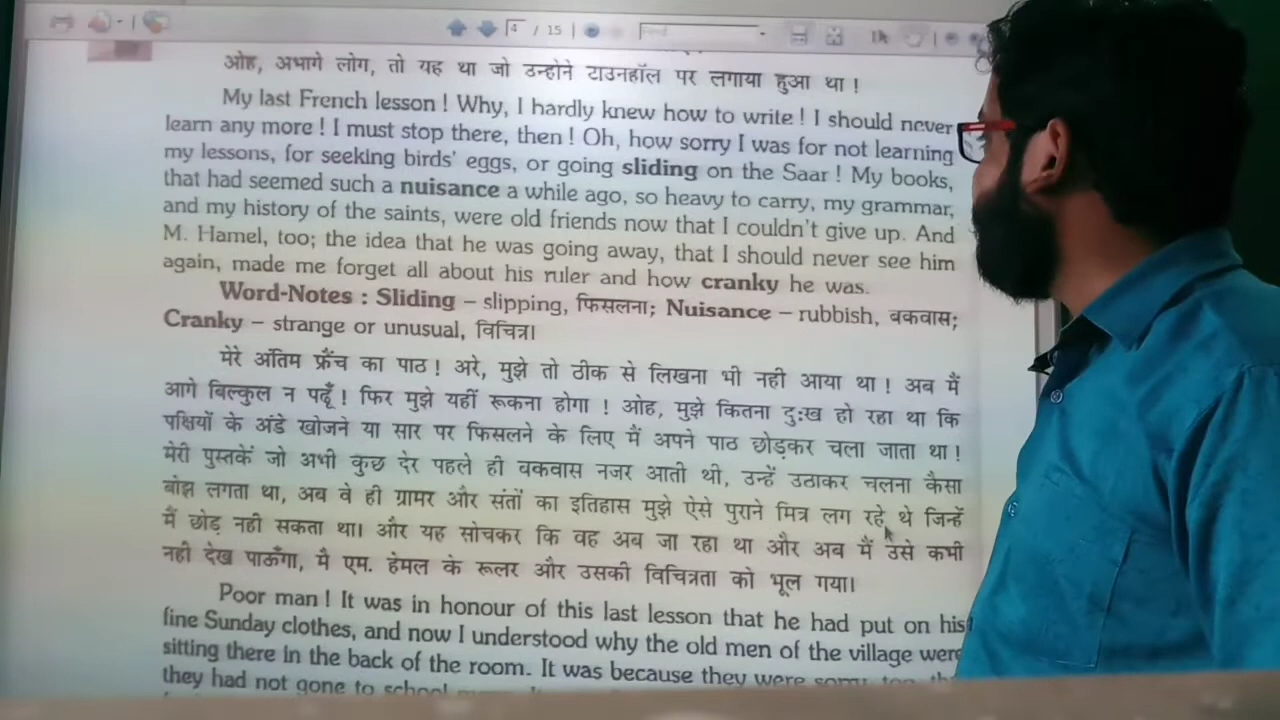 4 / 15 Find
ओह, अभागे लोग, तो यह था जो उन्होने टाउनहॉल पर लगाया हुआ था !
My last French lesson ! Why, I hardly knew how to write ! I should never
learn any more ! I must stop there, then ! Oh, how sorry I was for not learning
my lessons, for seeking birds' eggs, or going sliding on the Saar ! My books,
that had seemed such a nuisance a while ago, so heavy to carry, my grammar,
and my history of the saints, were old friends now that I couldn't give up. And
M. Hamel, too; the idea that he was going away, that I should never see him
again, made me forget all about his ruler and how cranky he was.
Word-Notes : Sliding – slipping, फिसलना; Nuisance – rubbish, बकवास;
Cranky – strange or unusual, विचित्र।
मेरे अंतिम फ्रैंच का पाठ ! अरे, मुझे तो ठीक से लिखना भी नही आया था ! अब मैं
आगे बिल्कुल न पढ़ूँ ! फिर मुझे यहीं रूकना होगा ! ओह, मुझे कितना दुःख हो रहा था कि
पक्षियों के अंडे खोजने या सार पर फिसलने के लिए मैं अपने पाठ छोड़कर चला जाता था !
मेरी पुस्तकें जो अभी कुछ देर पहले ही बकवास नजर आती थी, उन्हें उठाकर चलना कैसा
बोझ लगता था, अब वे ही ग्रामर और संतों का इतिहास मुझे ऐसे पुराने मित्र लग रहे थे जिन्हें
मैं छोड़ नही सकता था। और यह सोचकर कि वह अब जा रहा था और अब मैं उसे कभी
नही देख पाऊँगा, मै एम. हेमल के रूलर और उसकी विचित्रता को भूल गया।
Poor man ! It was in honour of this last lesson that he had put on his
fine Sunday clothes, and now I understood why the old men of the village were
sitting there in the back of the room. It was because they were sorry, too,
they had not gone to school